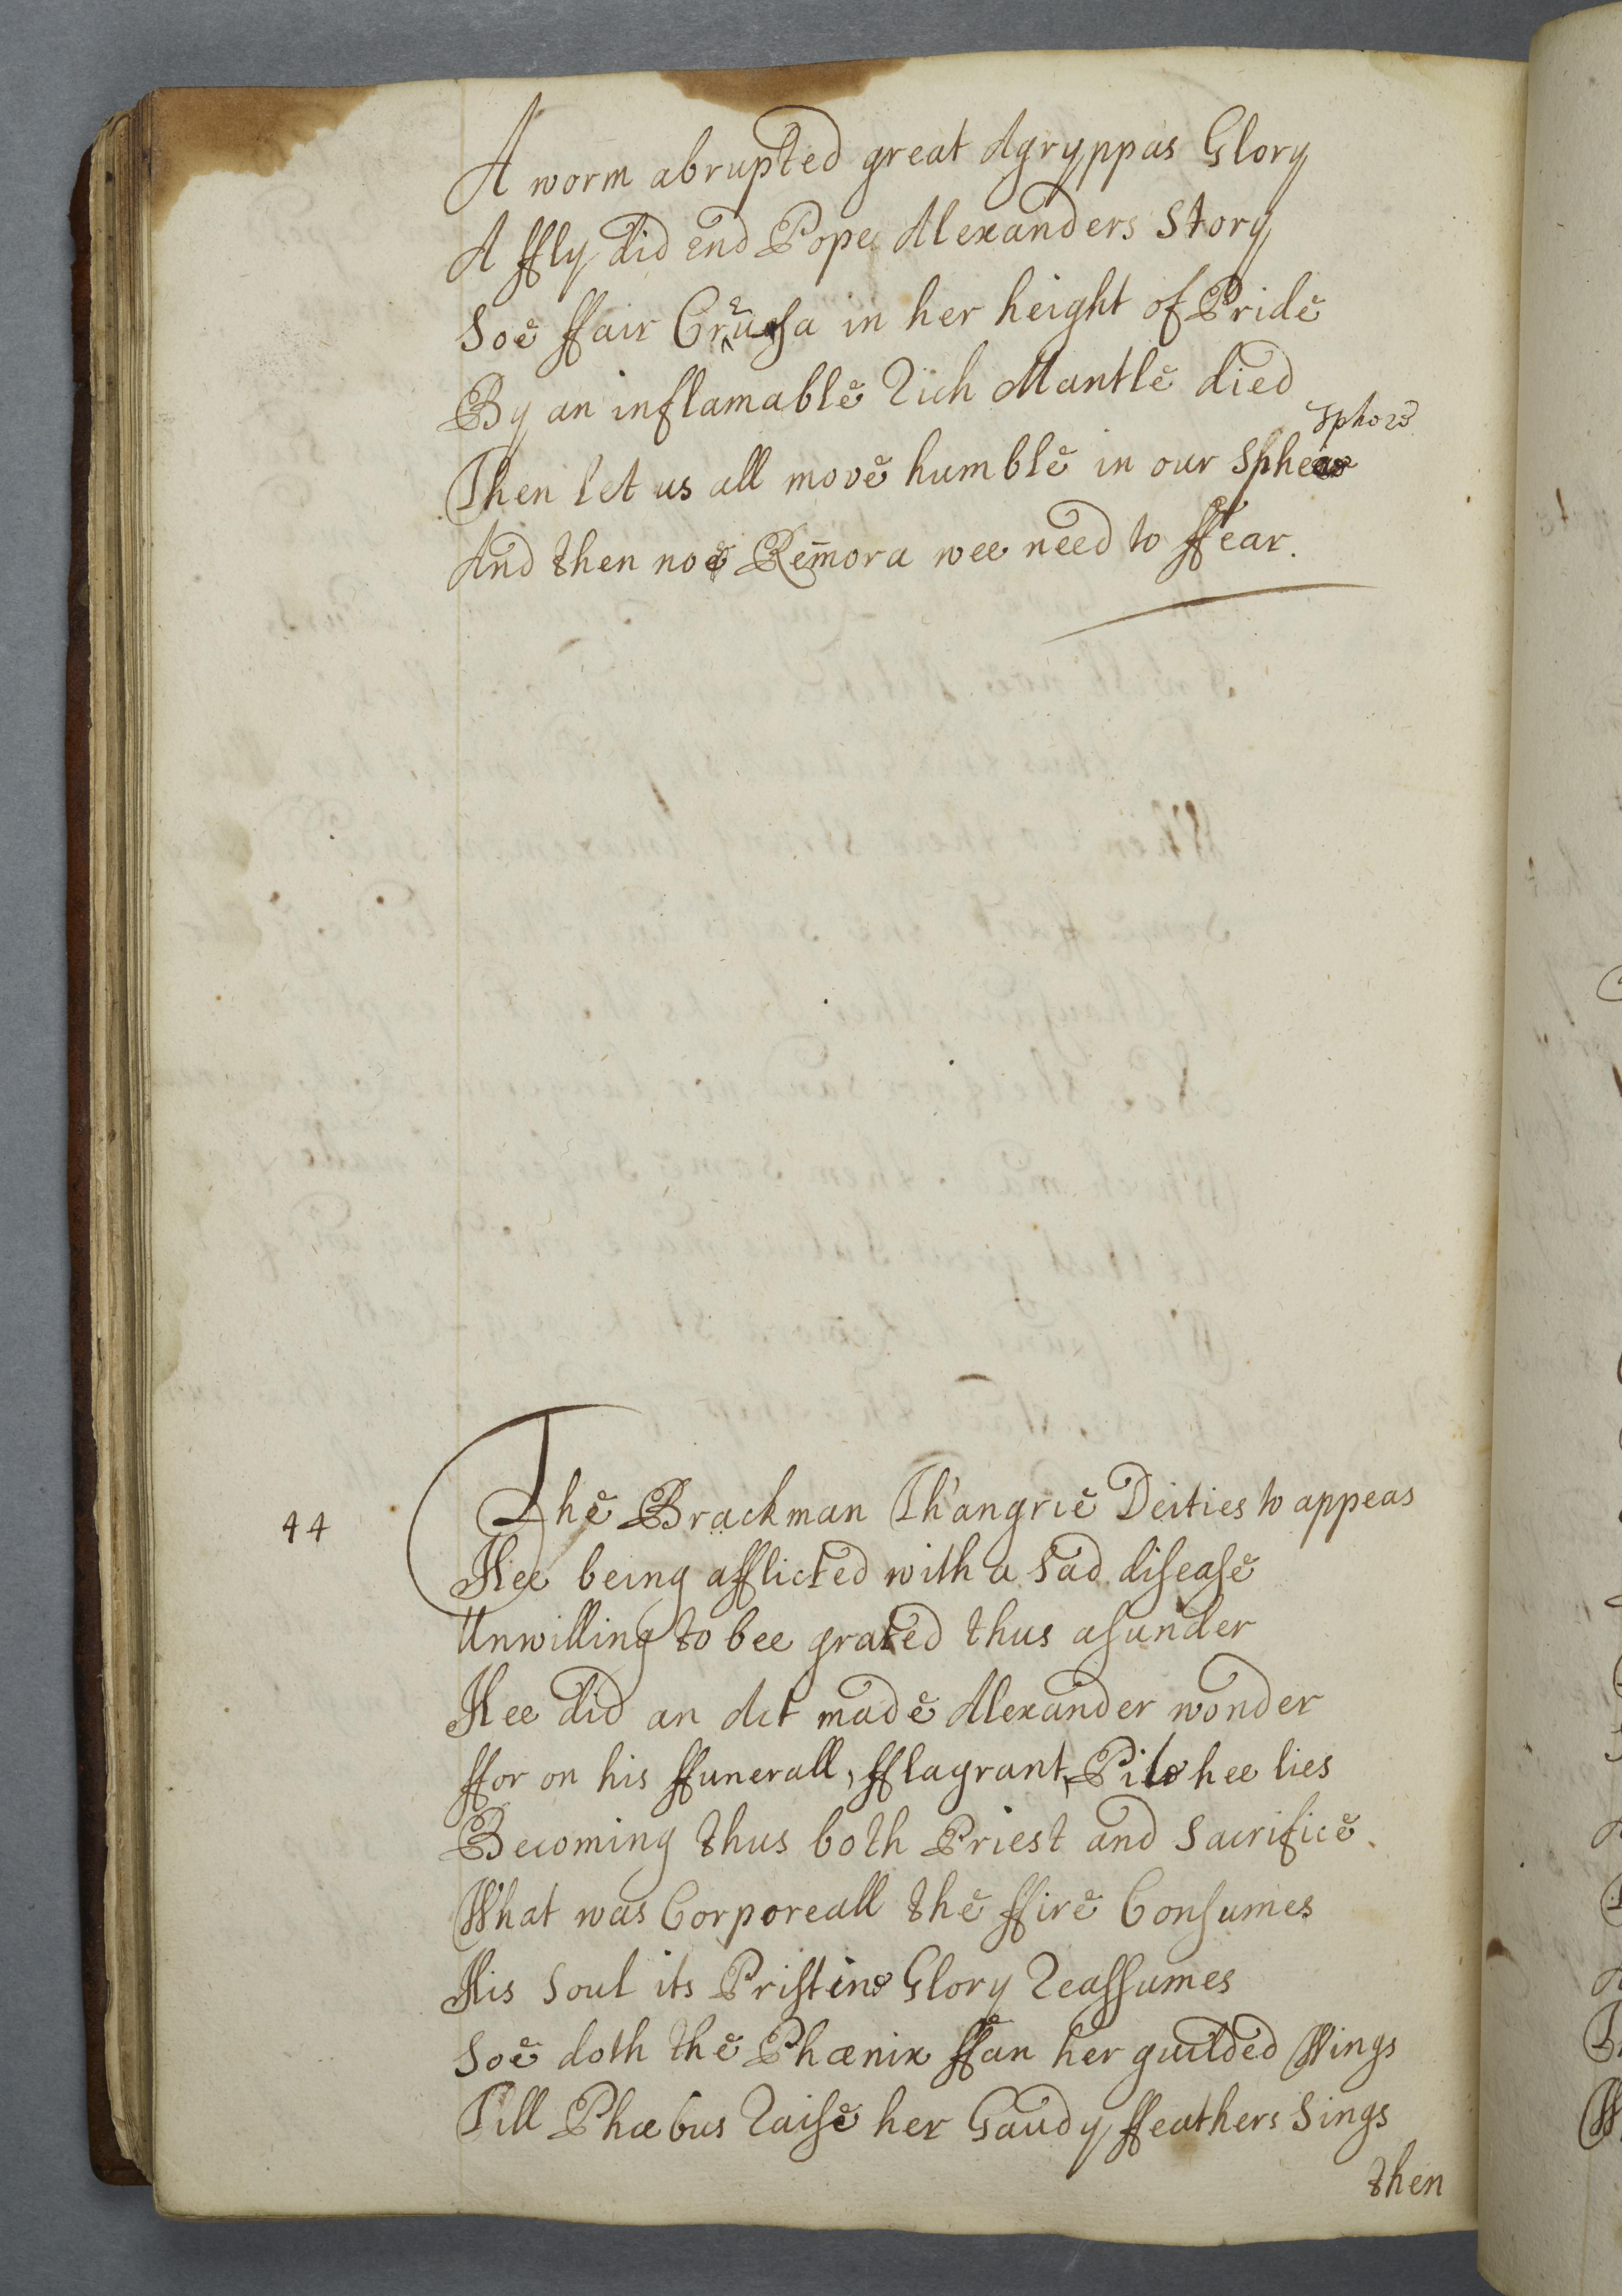 A worm abrupted great Agryppas Glory
A ffly did end Pope Alexanders Story
Soe ffair Creusa in her height of Pride
By an inflamable Rich Mantle died
Sphere
Then let us all move humble in our
And then noe Remora wee need to ffear.
44
The Brackman Th'angrie Deities to appeas
Hee being afflicted with a Sad disease
Unwilling to bee grated thus asunder
Hee did an Act made Alexander wonder
ffor on his ffunerall, fflagrant, Pile hee lies
Becoming thus both Priest and Sacrifice.
What was Corporeall the ffire Consumes
His Soul its Pristine Glory Reassumes
Soe doth the Phœnix ffan her guilded Wings
Till Phœbus Raise her Gaudy ffeathers Sings
then